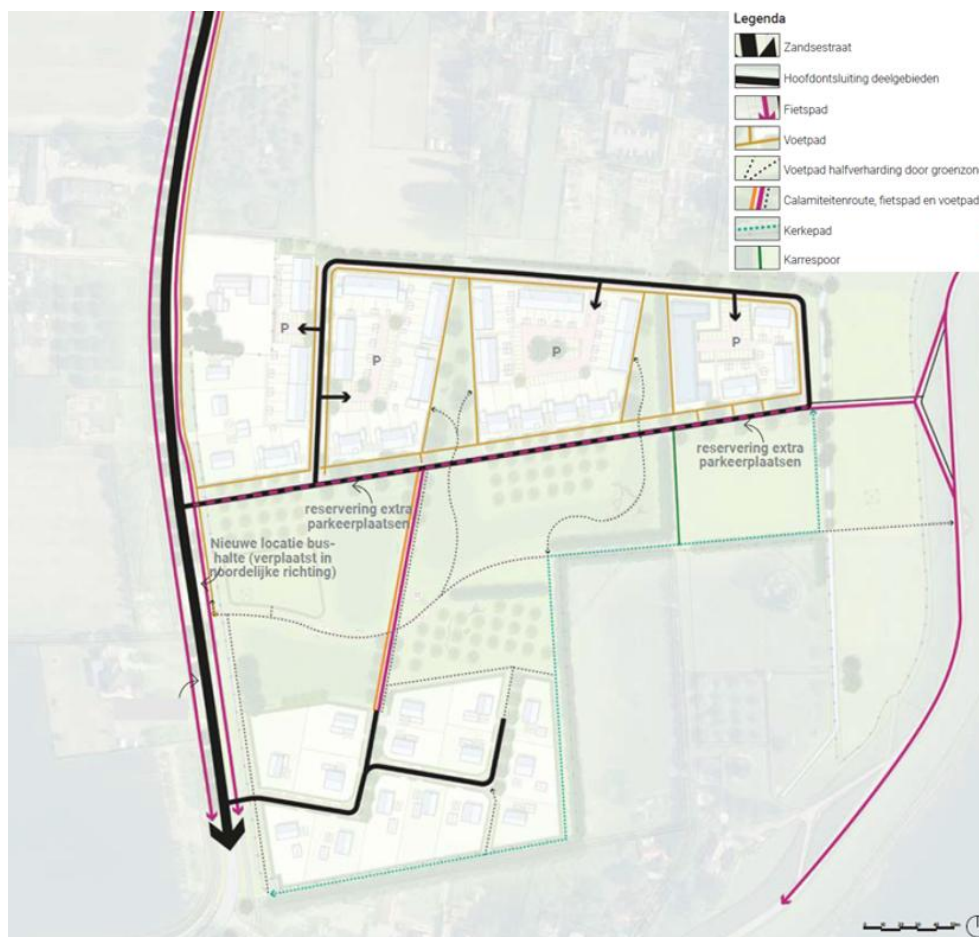 Legenda
Zandsestraat
Hoofdontsluiting deelgebieden
Fietspad
Voetpad
Voetpad halfverharding door groenzon
Calamiteitenroute, fietspad en voetpad
Kerkepad
Karrespoor
P
P
P
P
reservering extra
parkeerplaatsen
reservering extra
parkeerplaatsen
Nieuwe locatie bus-
halte (verplaatst in
noordelijke richting)